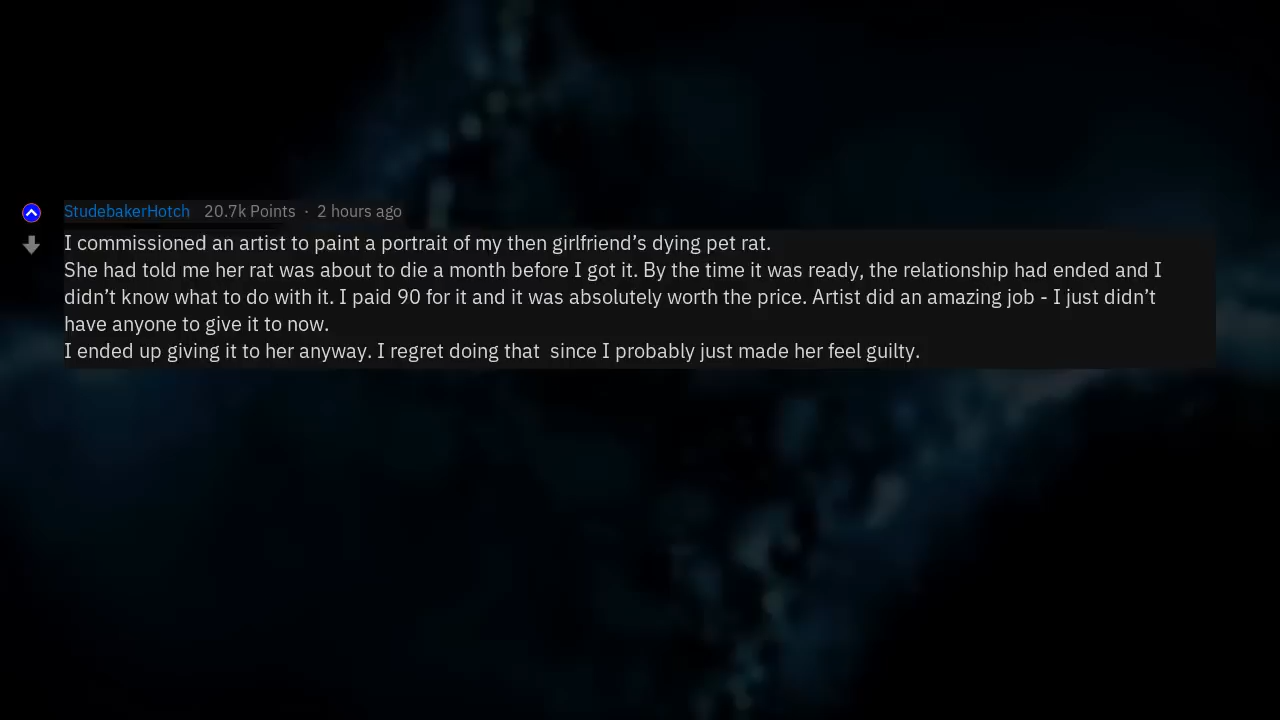 StudebakerHotch 20.7k Points · 2 hours ago
I commissioned an artist to paint a portrait of my then girlfriend’s dying pet rat.
She had told me her rat was about to die a month before I got it. By the time it was ready, the relationship had ended and I
didn’t know what to do with it. I paid 90 for it and it was absolutely worth the price. Artist did an amazing job - I just didn’t
have anyone to give it to now.
I ended up giving it to her anyway. I regret doing that  since I probably just made her feel guilty.